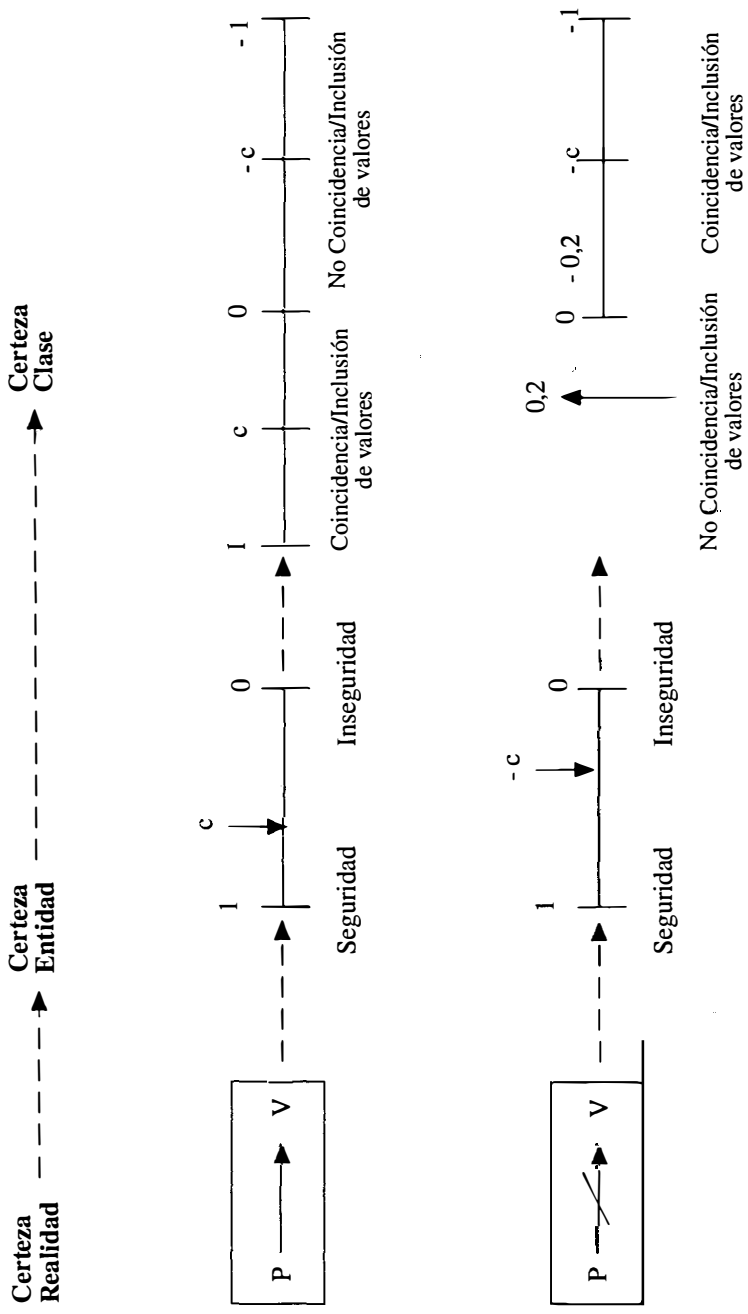 Certeza
Realidad
Certeza
Entidad
Certeza
Clase
P
V
c
1
0
Seguridad
Inseguridad
I
c
0
- c
- 1
Coincidencia/Inclusión
de valores
No Coincidencia/Inclusión
de valores
P
V
- c
1
0
Seguridad
Inseguridad
0,2
0
- 0,2
-c
-1
No Coincidencia/Inclusión
de valores
Coincidencia/Inclusión
de valores